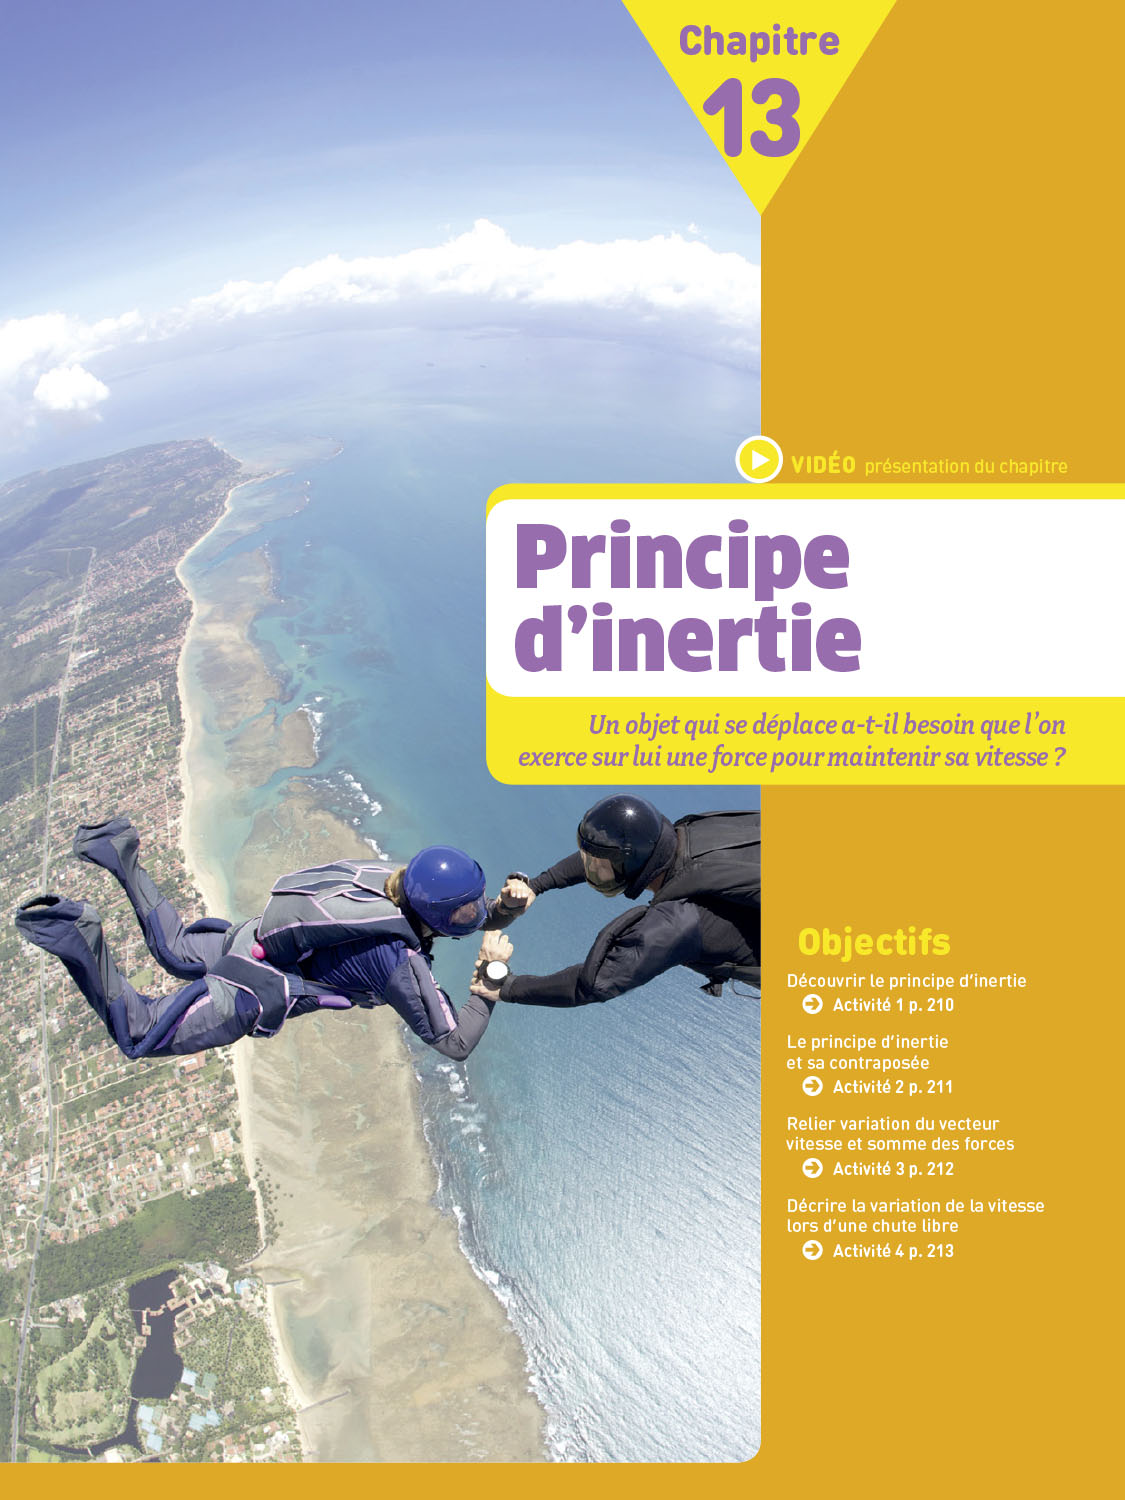 Chapitre
13
VIDÉO présentation du chapitre
Principe
d'inertie
Un objet qui se déplace a-t-il besoin que l'on
exerce sur lui une force pour maintenir sa vitesse ?
Objectifs
Découvrir le principe d'inertie
Activité 1 p. 210
Le principe d'inertie
et sa contraposée
Activité 2 p. 211
Relier variation du vecteur
vitesse et somme des forces
Activité 3 p. 212
Décrire la variation de la vitesse
lors d'une chute libre
Activité 4 p. 213